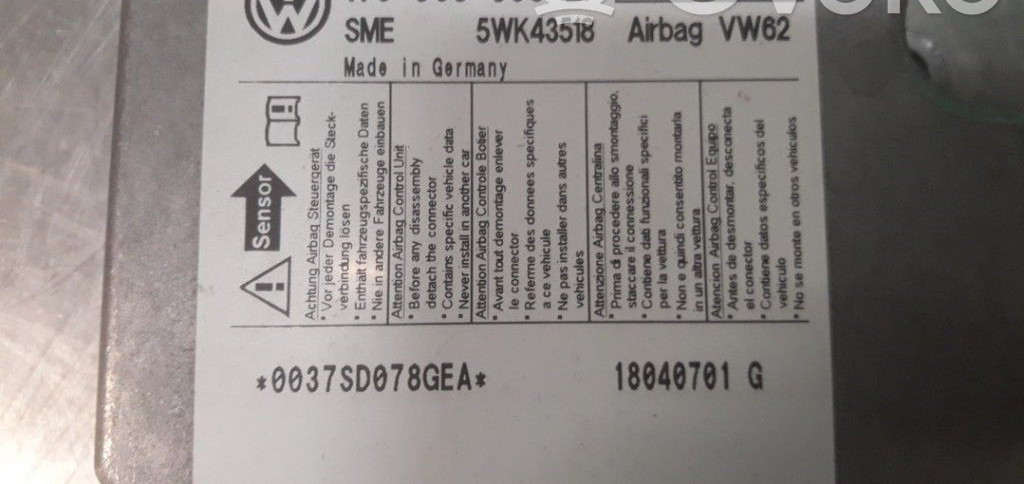 SME 5WK43518 Airbag VW62
Made in Germany
Sensor
Achtung Airbag Steuergerät
* Vor jeder Demontage die Steck-
verbindung lösen
* Enthält fahrzeugspezifische Daten
* Nie in andere Fahrzeuge einbauen
Attention Airbag Control Unit
* Before any disassembly
detach the connector
* Contains specific vehicle data
* Never install in another car
Attention Airbag Controle Boîtier
* Avant tout demontage enlever
le connector
* Referme des donnees specifiques
a ce vehicule
* Ne pas installer dans autres
vehicules
Attenzione Airbag Centralina
* Prima di procedere allo smontaggio,
staccare il connessione
* Contiene dab funzionali specifici
per la vettura
* Non e quindi consentito montarla
in un altra vettura
Atencion Airbag Control Equipo
* Antes de desmontar, desconecta
el conector
* Contiene datos especificos del
vehiculo
* No se monte en otros vehiculos
*0037SD078GEA* 18040701 G